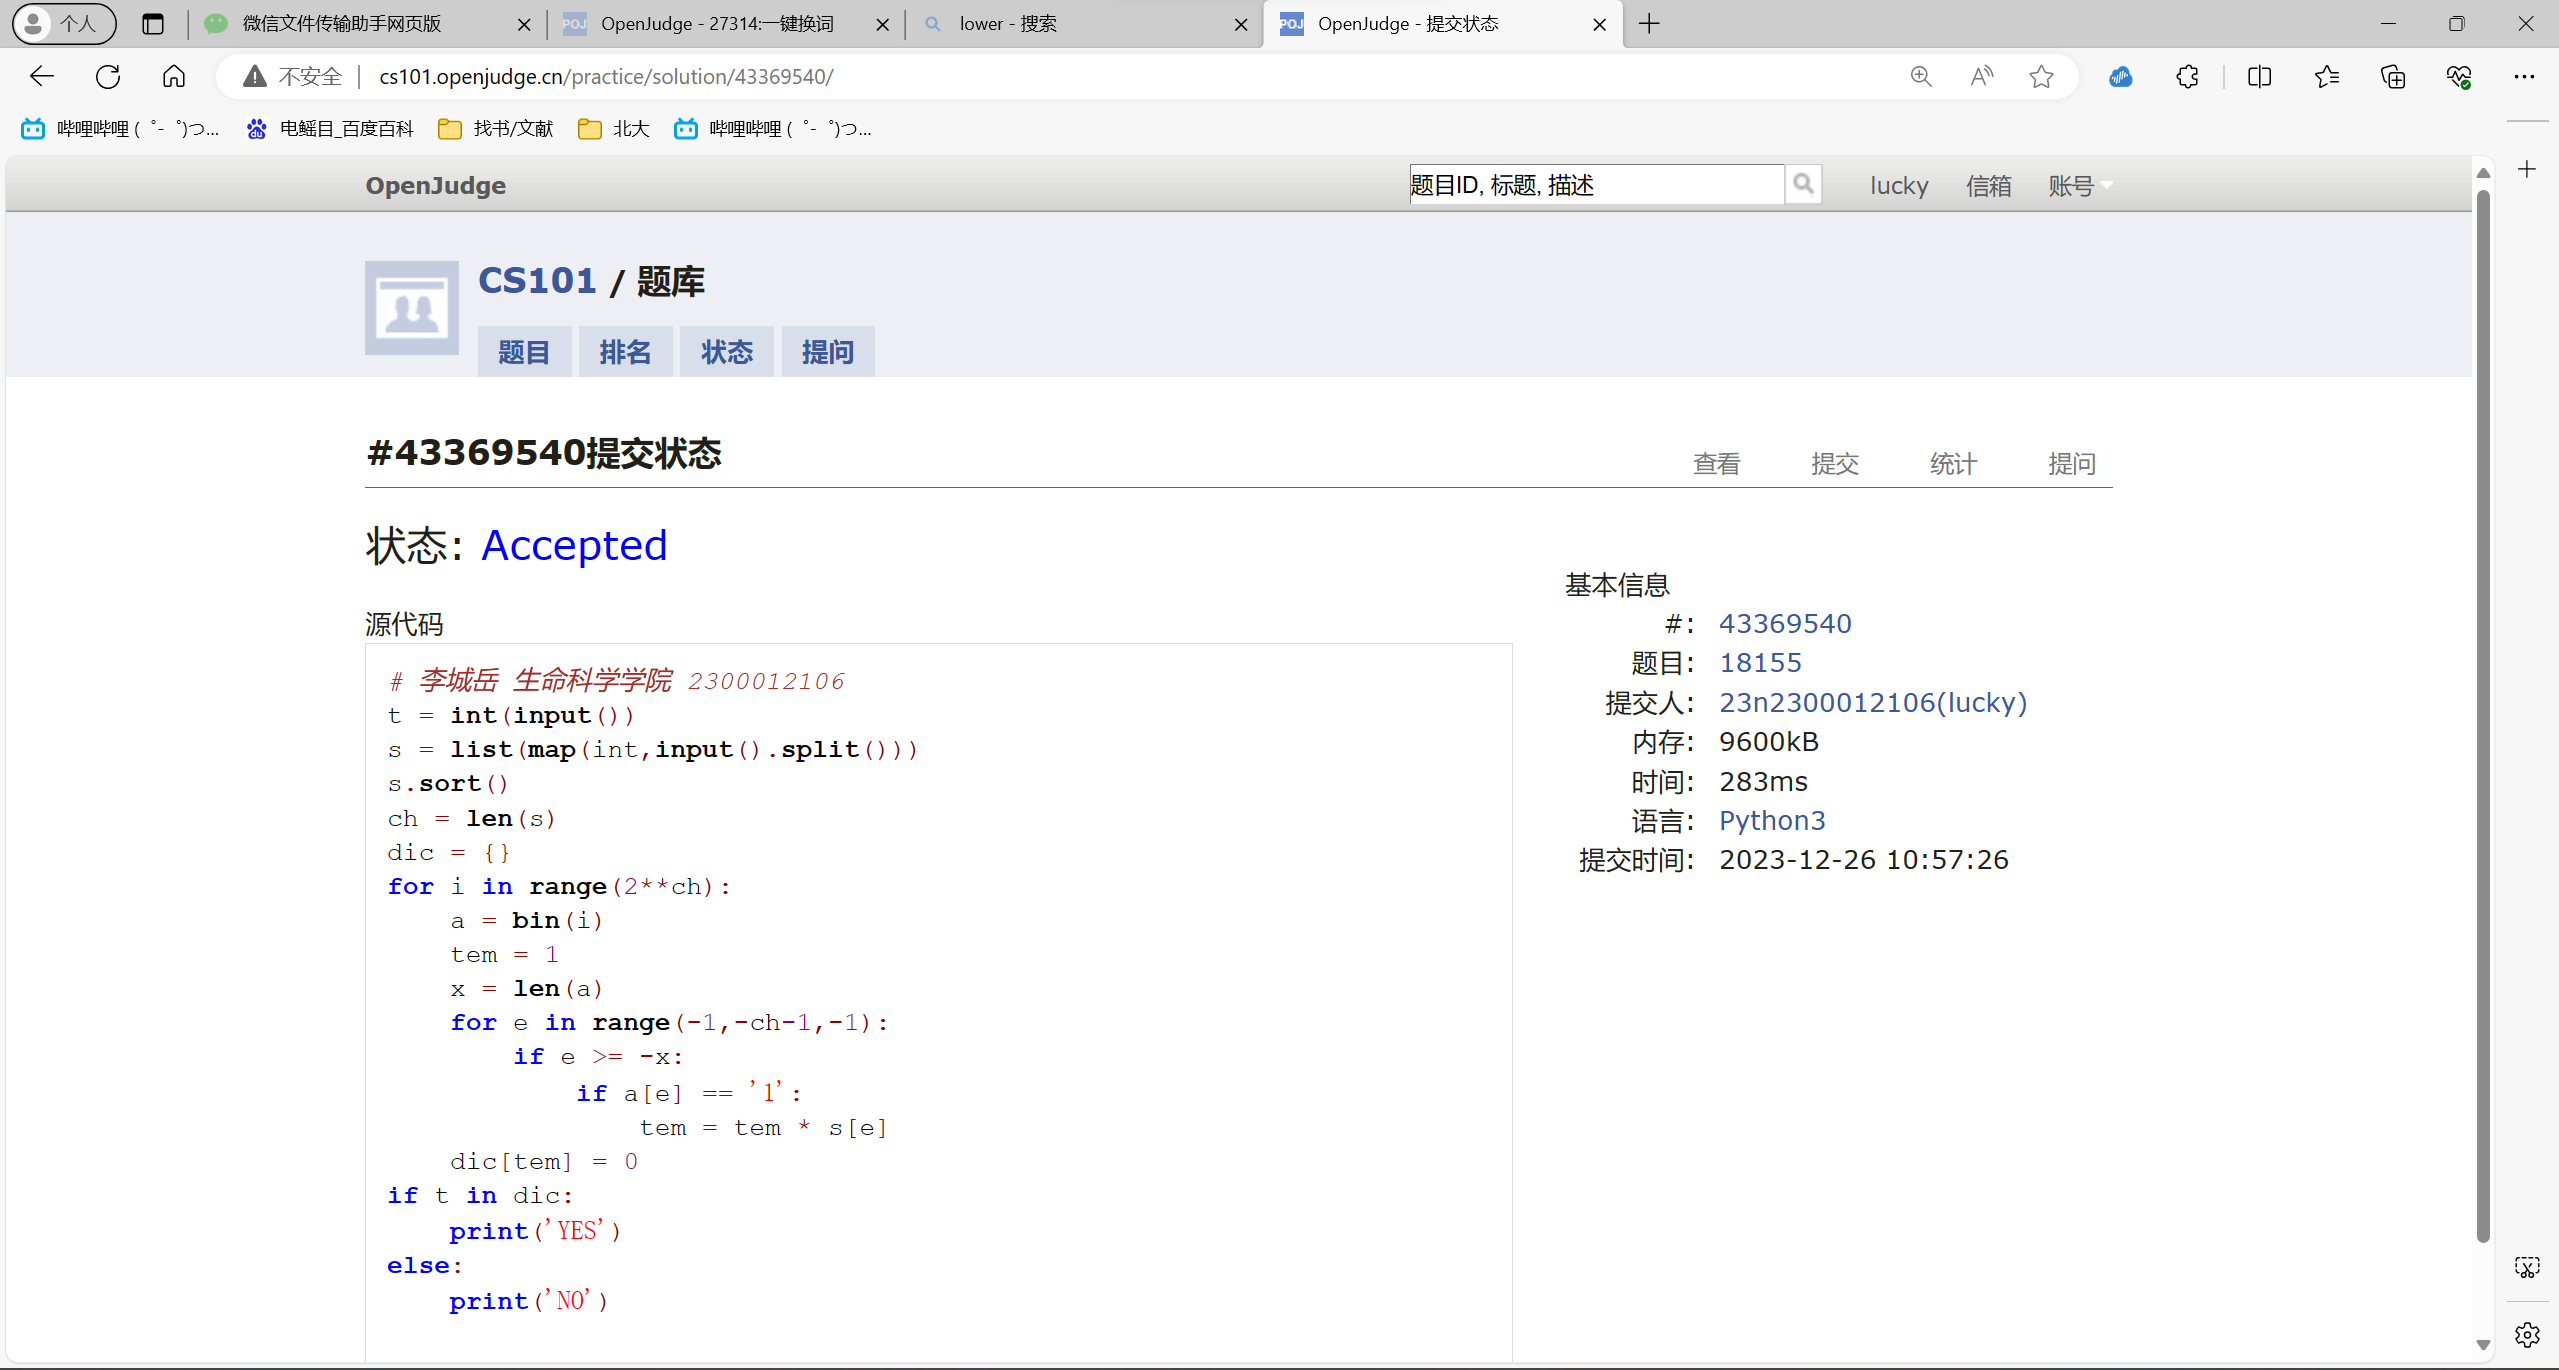 个人
微信文件传输助手网页版
OpenJudge - 27314:一键换词
lower - 搜索
OpenJudge - 提交状态
不安全
cs101.openjudge.cn/practice/solution/43369540/
哔哩哔哩 (゜-゜)つ...
电鳐目_百度百科
找书/文献
北大
哔哩哔哩 (゜-゜)つ...
OpenJudge
题目ID, 标题, 描述
lucky
信箱
账号
CS101 / 题库
题目
排名
状态
提问
#43369540提交状态
查看
提交
统计
提问
状态: Accepted
源代码
# 李城岳 生命科学学院 2300012106
t = int(input())
s = list(map(int,input().split()))
s.sort()
ch = len(s)
dic = {}
for i in range(2**ch):
    a = bin(i)
    tem = 1
    x = len(a)
    for e in range(-1,-ch-1,-1):
        if e >= -x:
            if a[e] == '1':
                tem = tem * s[e]
    dic[tem] = 0
if t in dic:
    print('YES')
else:
    print('NO')
基本信息
#: 43369540
题目: 18155
提交人: 23n2300012106(lucky)
内存: 9600kB
时间: 283ms
语言: Python3
提交时间: 2023-12-26 10:57:26